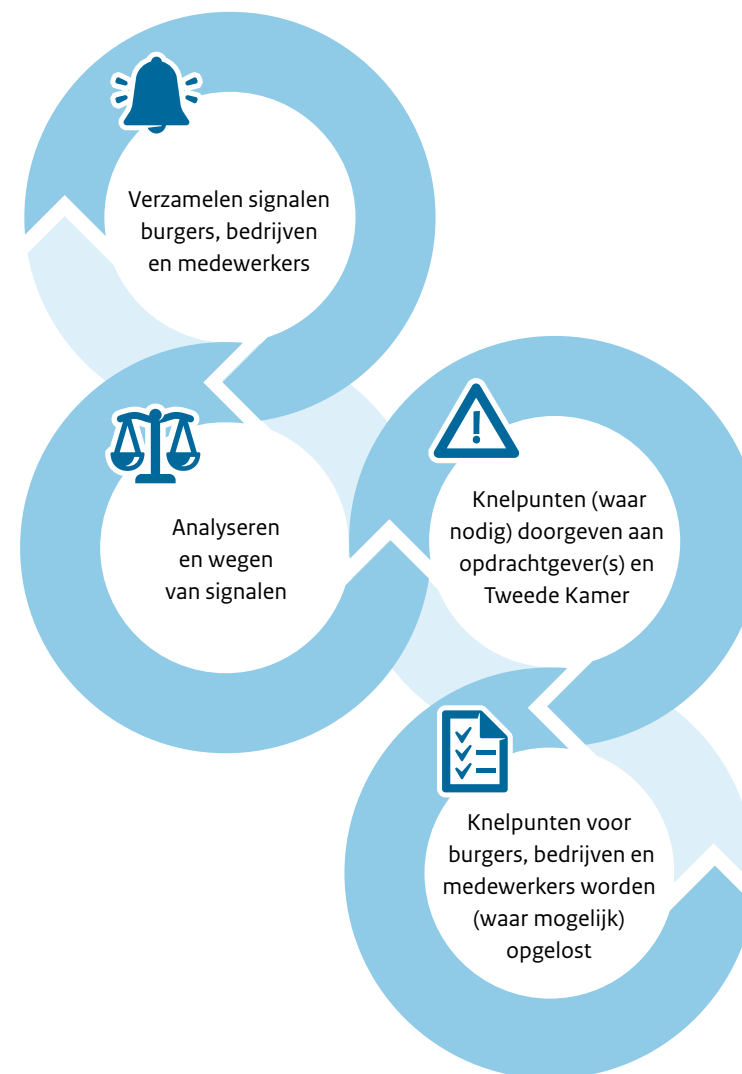 Verzamelen signalen
burgers, bedrijven
en medewerkers
Analyseren
en wegen
van signalen
Knelpunten (waar
nodig) doorgeven aan
opdrachtgever(s) en
Tweede Kamer
Knelpunten voor
burgers, bedrijven en
medewerkers worden
(waar mogelijk)
opgelost